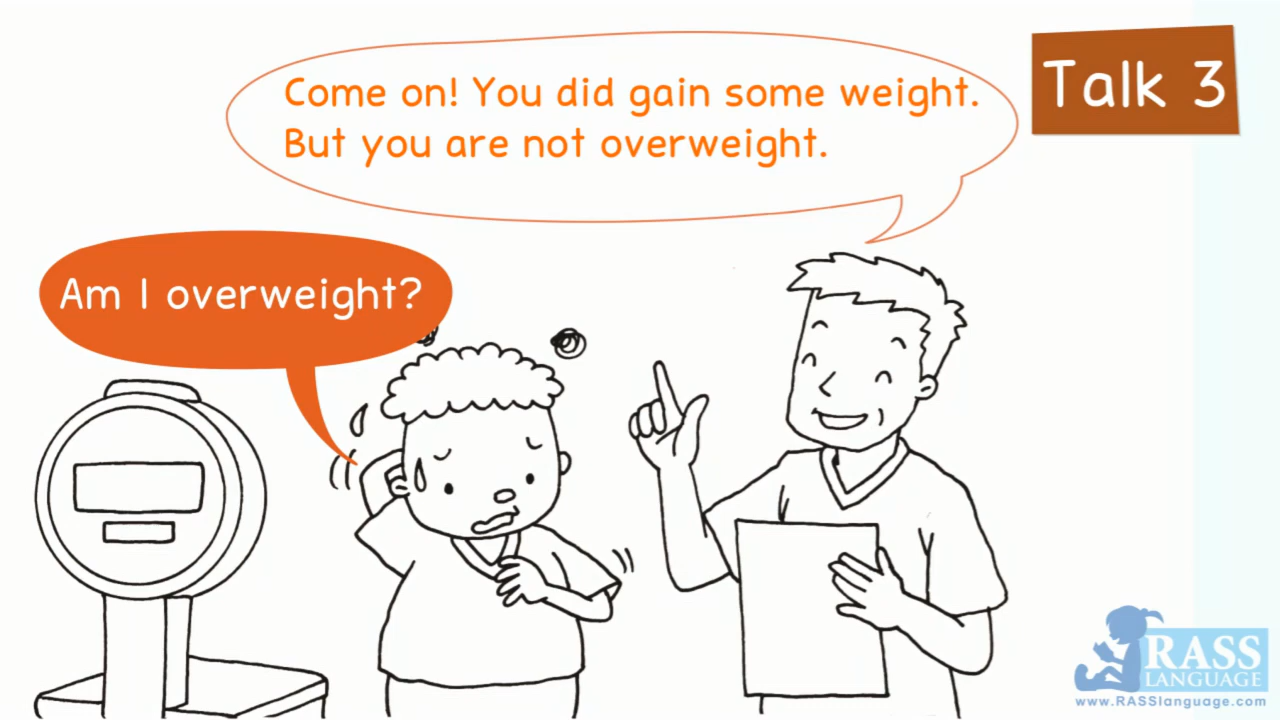 Talk 3
Come on! You did gain some weight.
But you are not overweight.
Am I overweight?
RASS
LANGUAGE
www.RASSlanguage.com